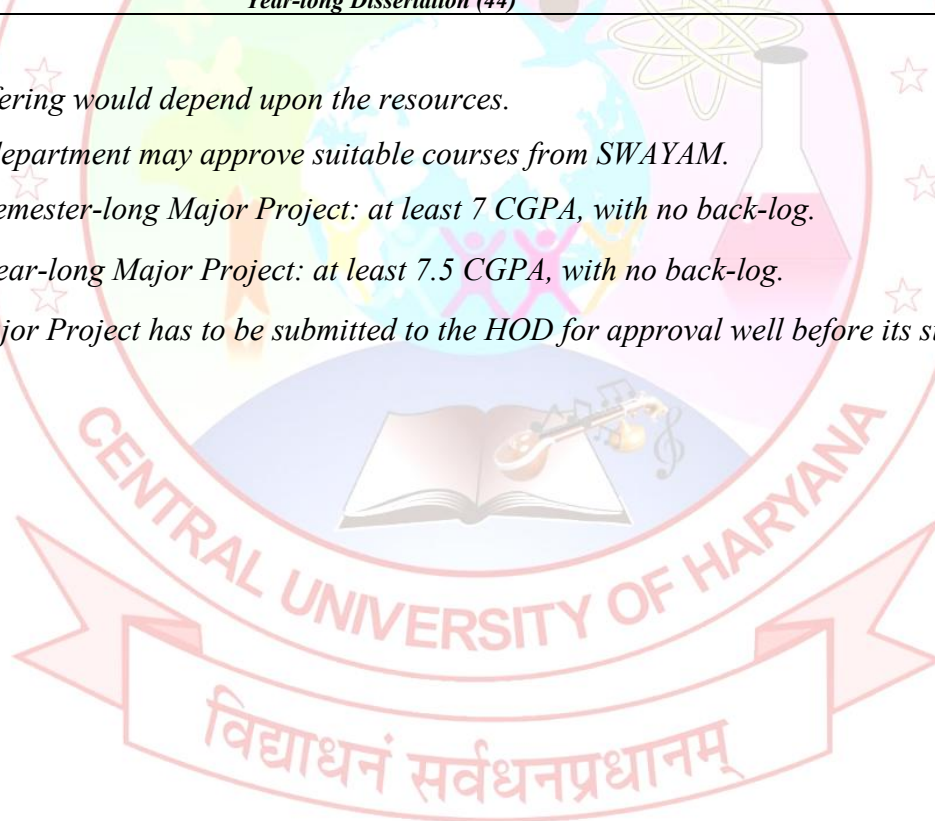 Year-long Dissertation (44)
fering would depend upon the resources.
department may approve suitable courses from SWAYAM.
emester-long Major Project: at least 7 CGPA, with no back-log.
ear-long Major Project: at least 7.5 CGPA, with no back-log.
jor Project has to be submitted to the HOD for approval well before its s
CENTRAL UNIVERSITY OF HARYANA
विद्याधनं सर्वधनप्रधानम्